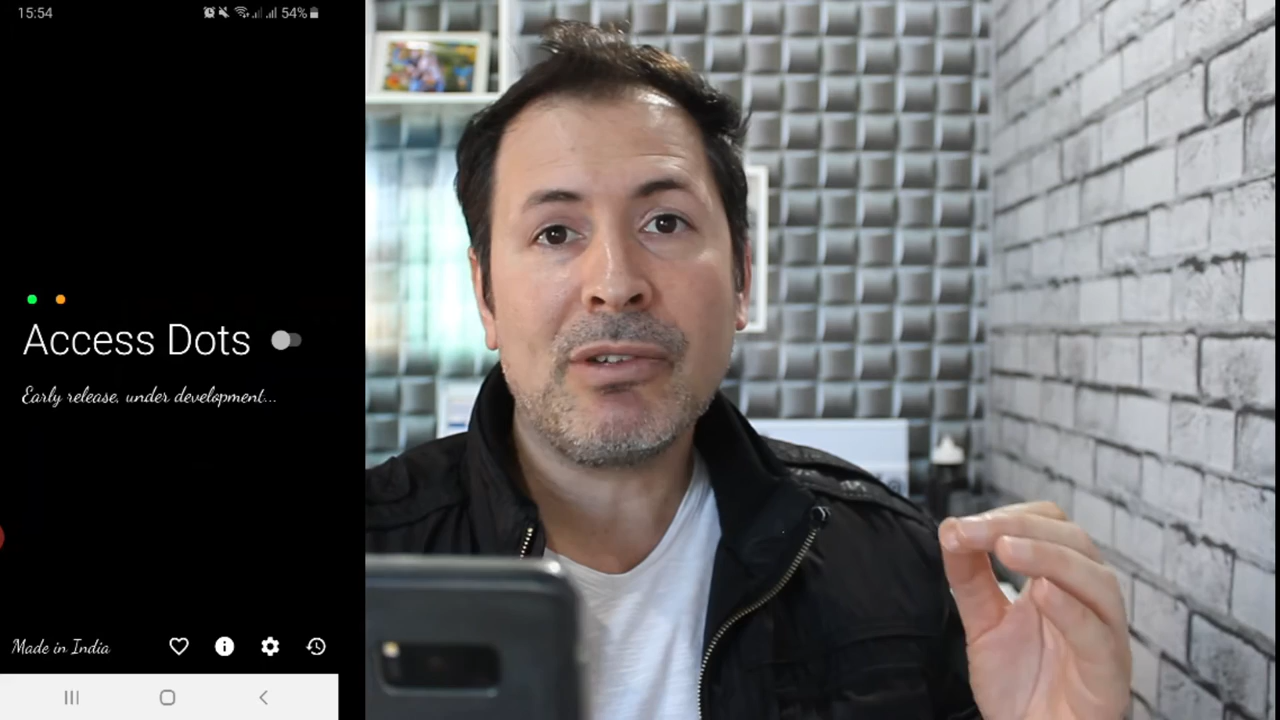 15:54
54%
Access Dots
Early release, under development...
Made in India